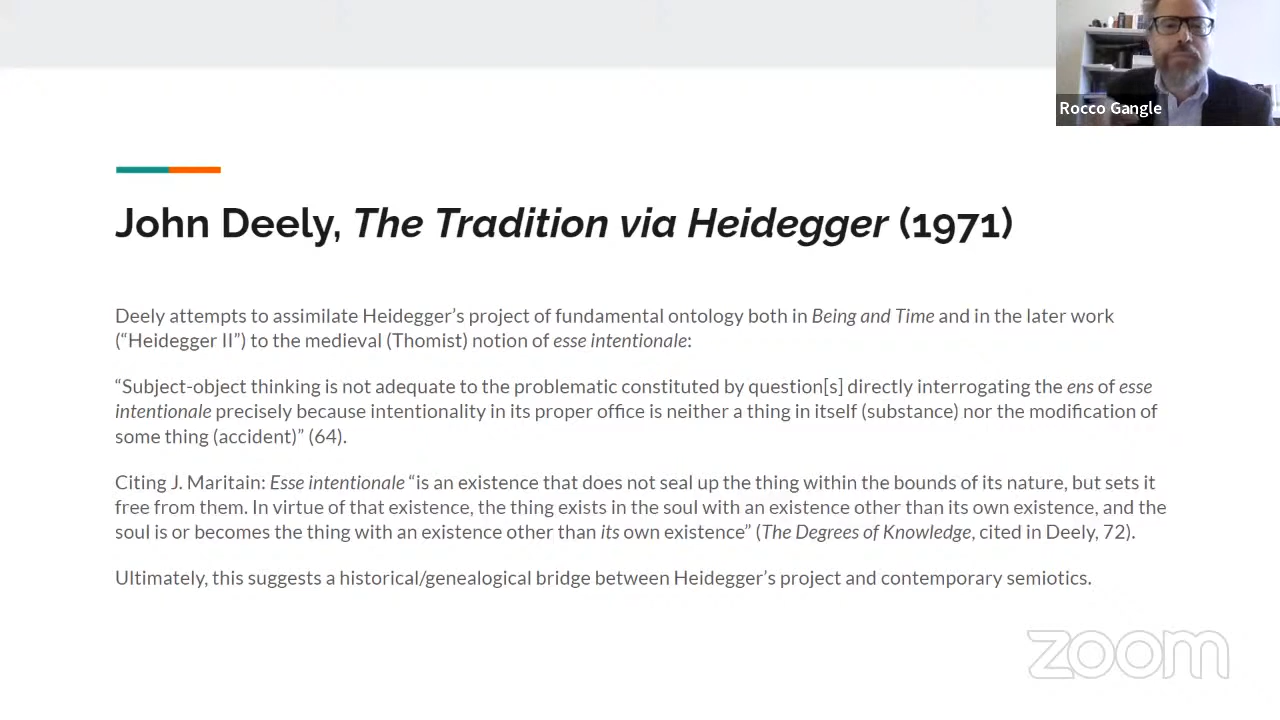 Rocco Gangle
John Deely, The Tradition via Heidegger (1971)
Deely attempts to assimilate Heidegger’s project of fundamental ontology both in Being and Time and in the later work
(“Heidegger II”) to the medieval (Thomist) notion of esse intentionale:
“Subject-object thinking is not adequate to the problematic constituted by question[s] directly interrogating the ens of esse
intentionale precisely because intentionality in its proper office is neither a thing in itself (substance) nor the modification of
some thing (accident)” (64).
Citing J. Maritain: Esse intentionale “is an existence that does not seal up the thing within the bounds of its nature, but sets it
free from them. In virtue of that existence, the thing exists in the soul with an existence other than its own existence, and the
soul is or becomes the thing with an existence other than its own existence” (The Degrees of Knowledge, cited in Deely, 72).
Ultimately, this suggests a historical/genealogical bridge between Heidegger’s project and contemporary semiotics.
zoom